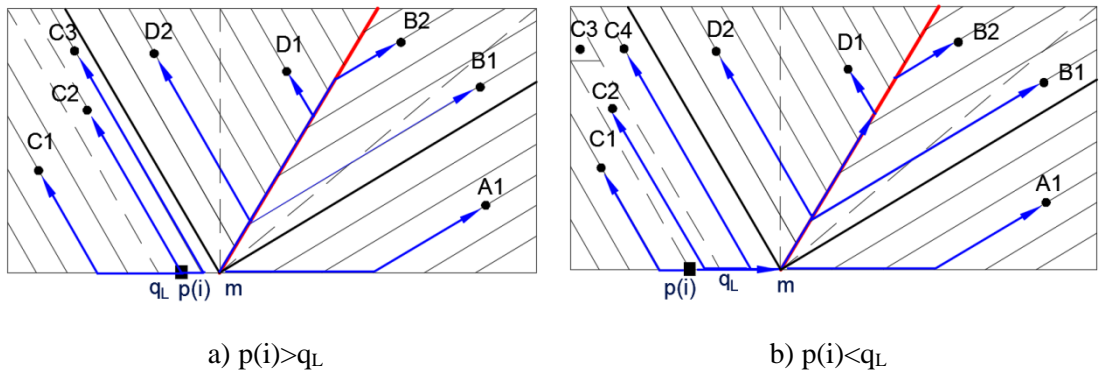 C3
D2
D1
B2
B1
C2
C1
A1
qL p(i) m
a) p(i)>qL
C3 C4
D2
D1
B2
B1
C2
C1
A1
p(i) qL m
b) p(i)<qL